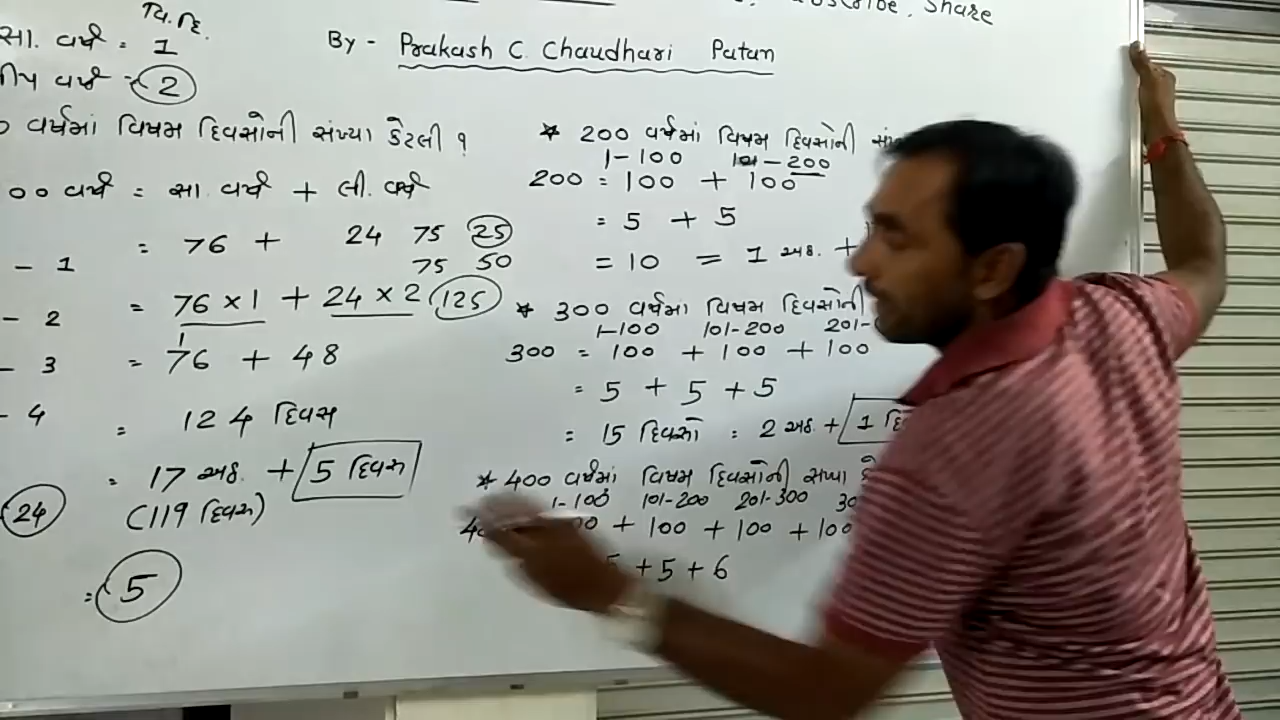 Share
વિ. દિ.
સા. વર્ષ = 1
By - Prakash C. Chaudhari Patan
વર્ષ = 2
વર્ષમાં વિષમ દિવસોની સંખ્યા કેટલી ?
00 વર્ષ = સા. વર્ષ + લી. વર્ષ
= 76 + 24 75 25
- 1 75 50
- 2 = 76 x 1 + 24 x 2 125
- 3 = 76 + 48
- 4 = 124 દિવસ
= 17 અઠ. + 5 દિવસ
24 (119 દિવસ)
= 5
* 200 વર્ષમાં વિષમ દિવસોની
1-100 101-200
200 = 100 + 100
= 5 + 5
= 10 = 1 અઠ. +
* 300 વર્ષમાં વિષમ દિવસોની
1-100 101-200 201-
300 = 100 + 100 + 100
= 5 + 5 + 5
= 15 દિવસો = 2 અઠ. + 1 દિ
* 400 વર્ષમાં વિષમ દિવસોની
1-100 101-200 201-300 30
+ 100 + 100 + 100
+ 5 + 6